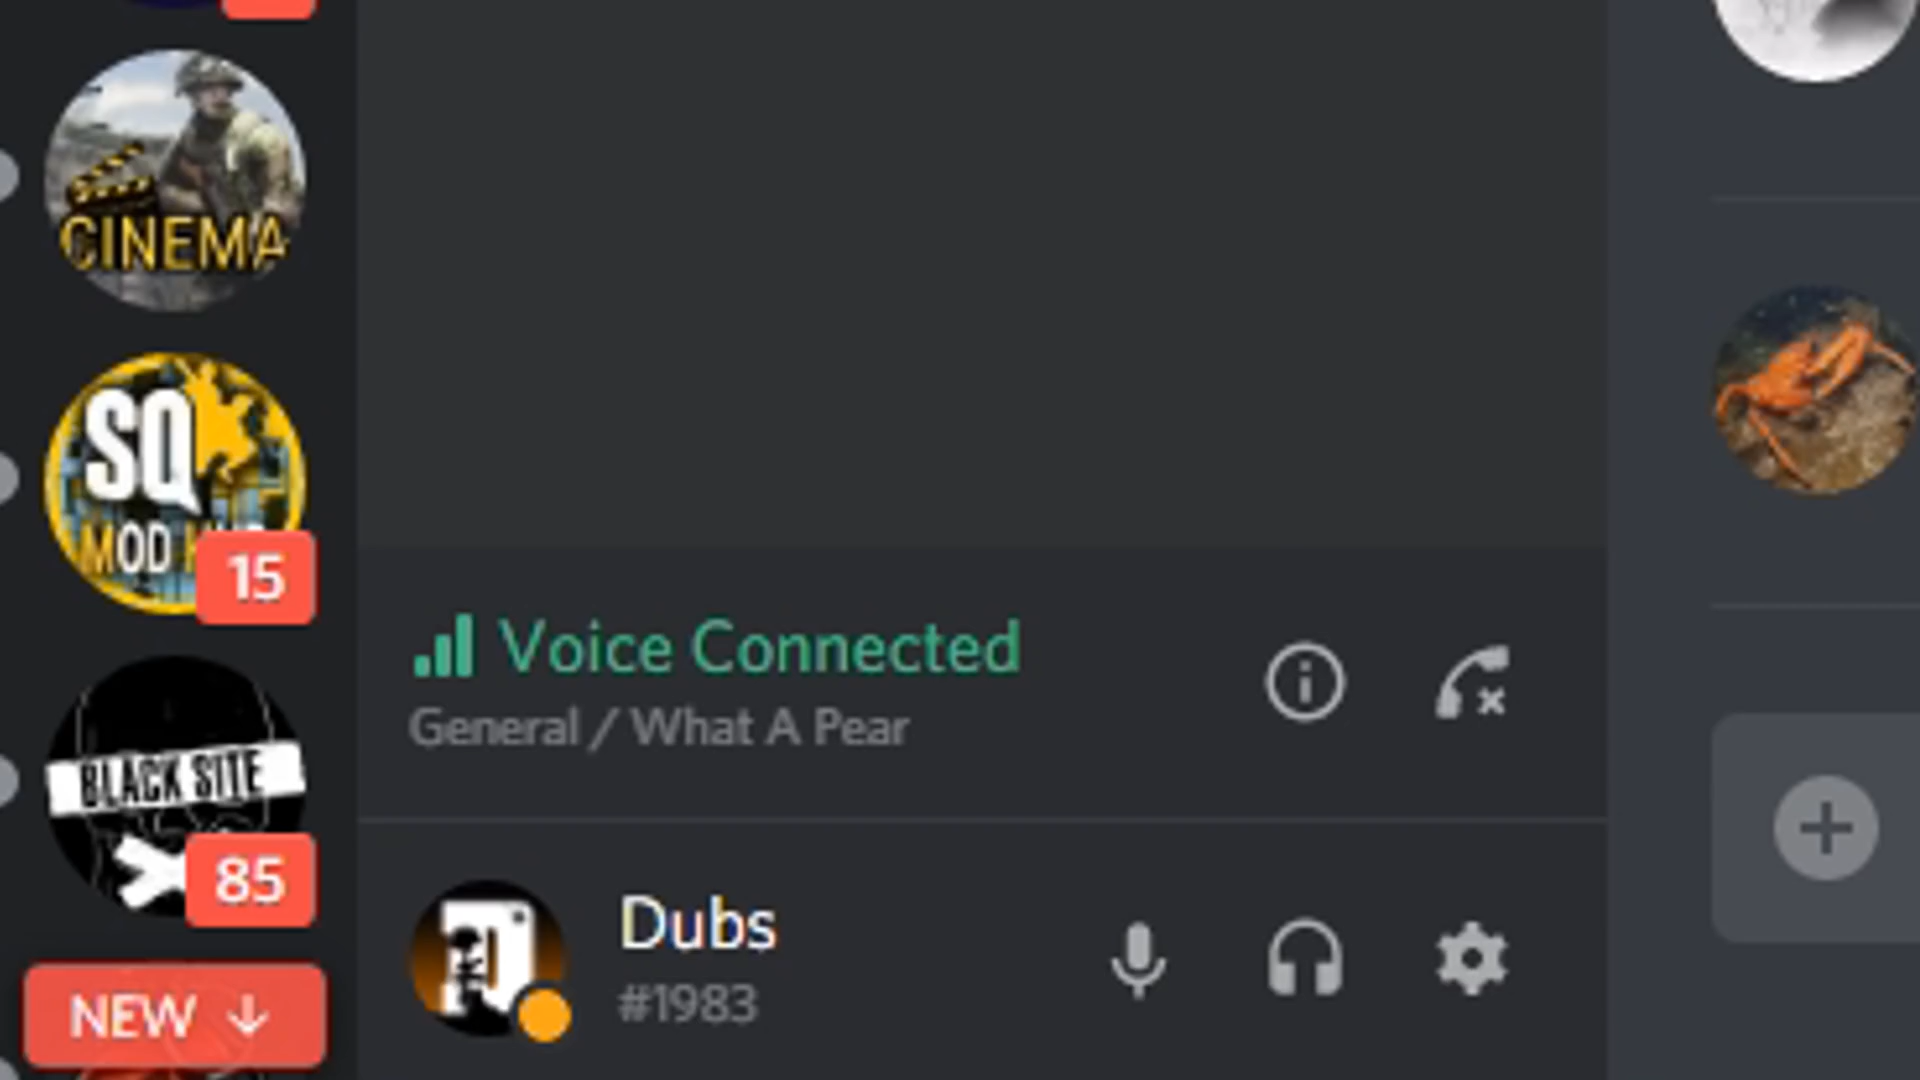 CINEMA
SQ
MOD
15
BLACK SITE
85
NEW
Voice Connected
General / What A Pear
Dubs
#1983